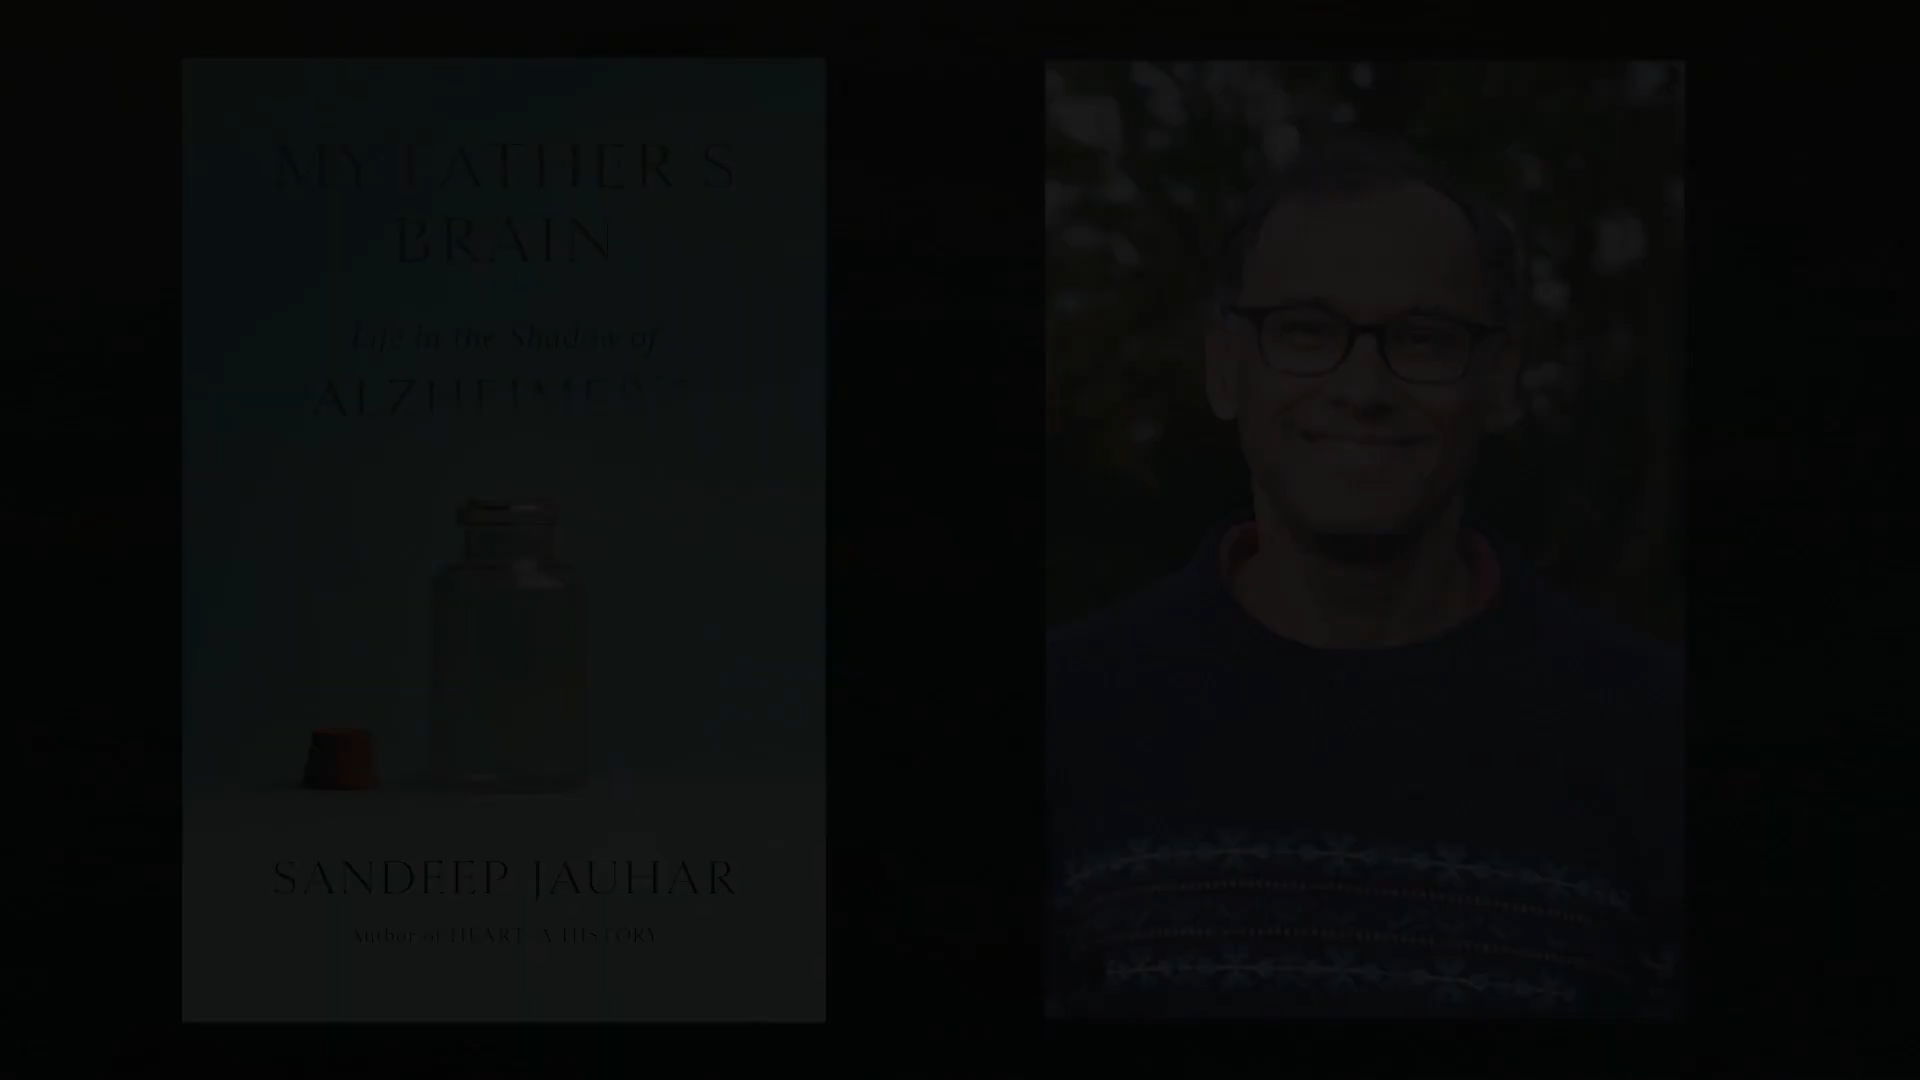 MY FATHER'S
BRAIN
Life in the Shadow of
ALZHEIMER'S
SANDEEP JAUHAR
Author of HEART: A HISTORY